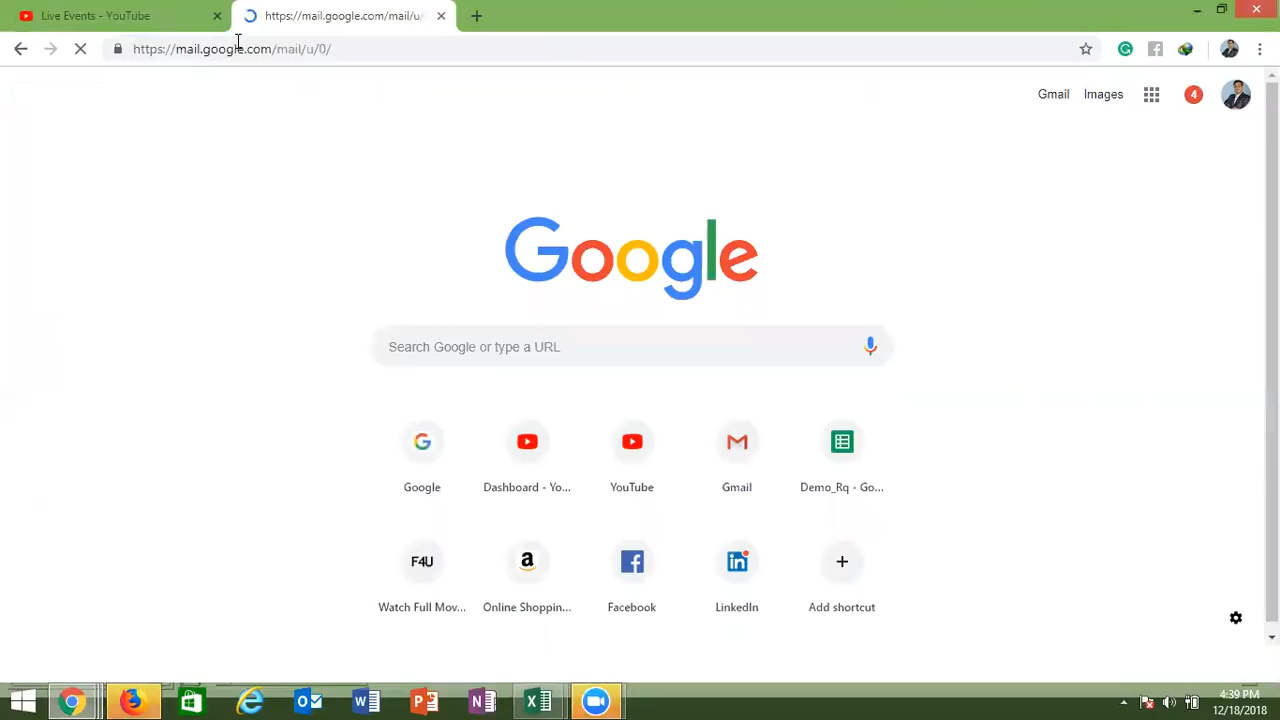 Live Events - YouTube
https://mail.google.com/mail/u/
https://mail.google.com/mail/u/0/
Gmail
Images
4
Google
Search Google or type a URL
Google
Dashboard - Yo...
YouTube
Gmail
Demo_Rq - Go...
F4U
a
in
Watch Full Mov...
Online Shoppin...
Facebook
LinkedIn
Add shortcut
4:39 PM
12/18/2018